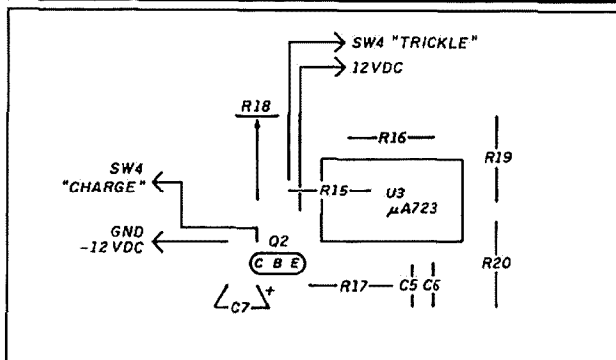 SW4 "TRICKLE"
12VDC
R18
R16
R19
SW4
"CHARGE"
R15
U3
μA723
GND
-12 VDC
Q2
C B E
R20
R17
C5 C6
C7 +